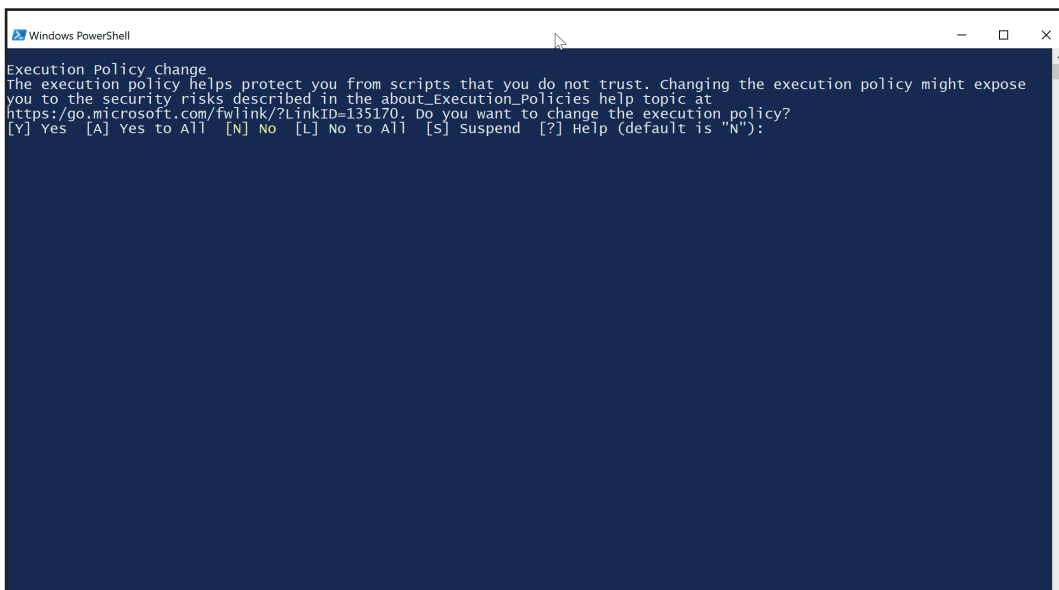 Windows PowerShell
Execution Policy Change
The execution policy helps protect you from scripts that you do not trust. Changing the execution policy might expose
you to the security risks described in the about_Execution_Policies help topic at
https:/go.microsoft.com/fwlink/?LinkID=135170. Do you want to change the execution policy?
[Y] Yes  [A] Yes to All  [N] No  [L] No to All  [S] Suspend  [?] Help (default is "N"):